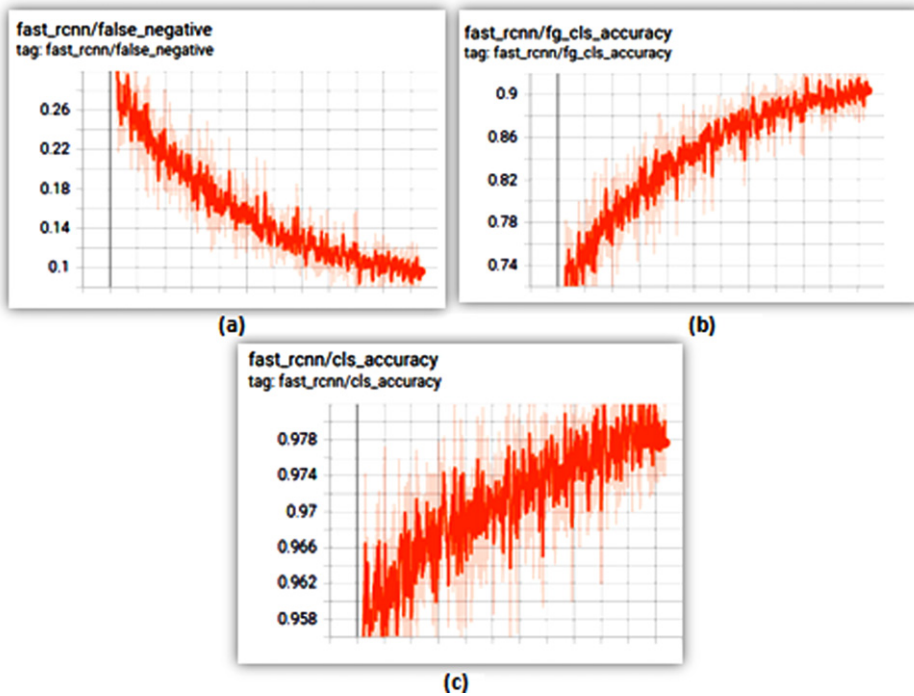 fast_rcnn/false_negative
tag: fast_rcnn/false_negative
0.26
0.22
0.18
0.14
0.1
(a)
fast_rcnn/fg_cls_accuracy
tag: fast_rcnn/fg_cls_accuracy
0.9
0.86
0.82
0.78
0.74
(b)
fast_rcnn/cls_accuracy
tag: fast_rcnn/cls_accuracy
0.978
0.974
0.97
0.966
0.962
0.958
(c)